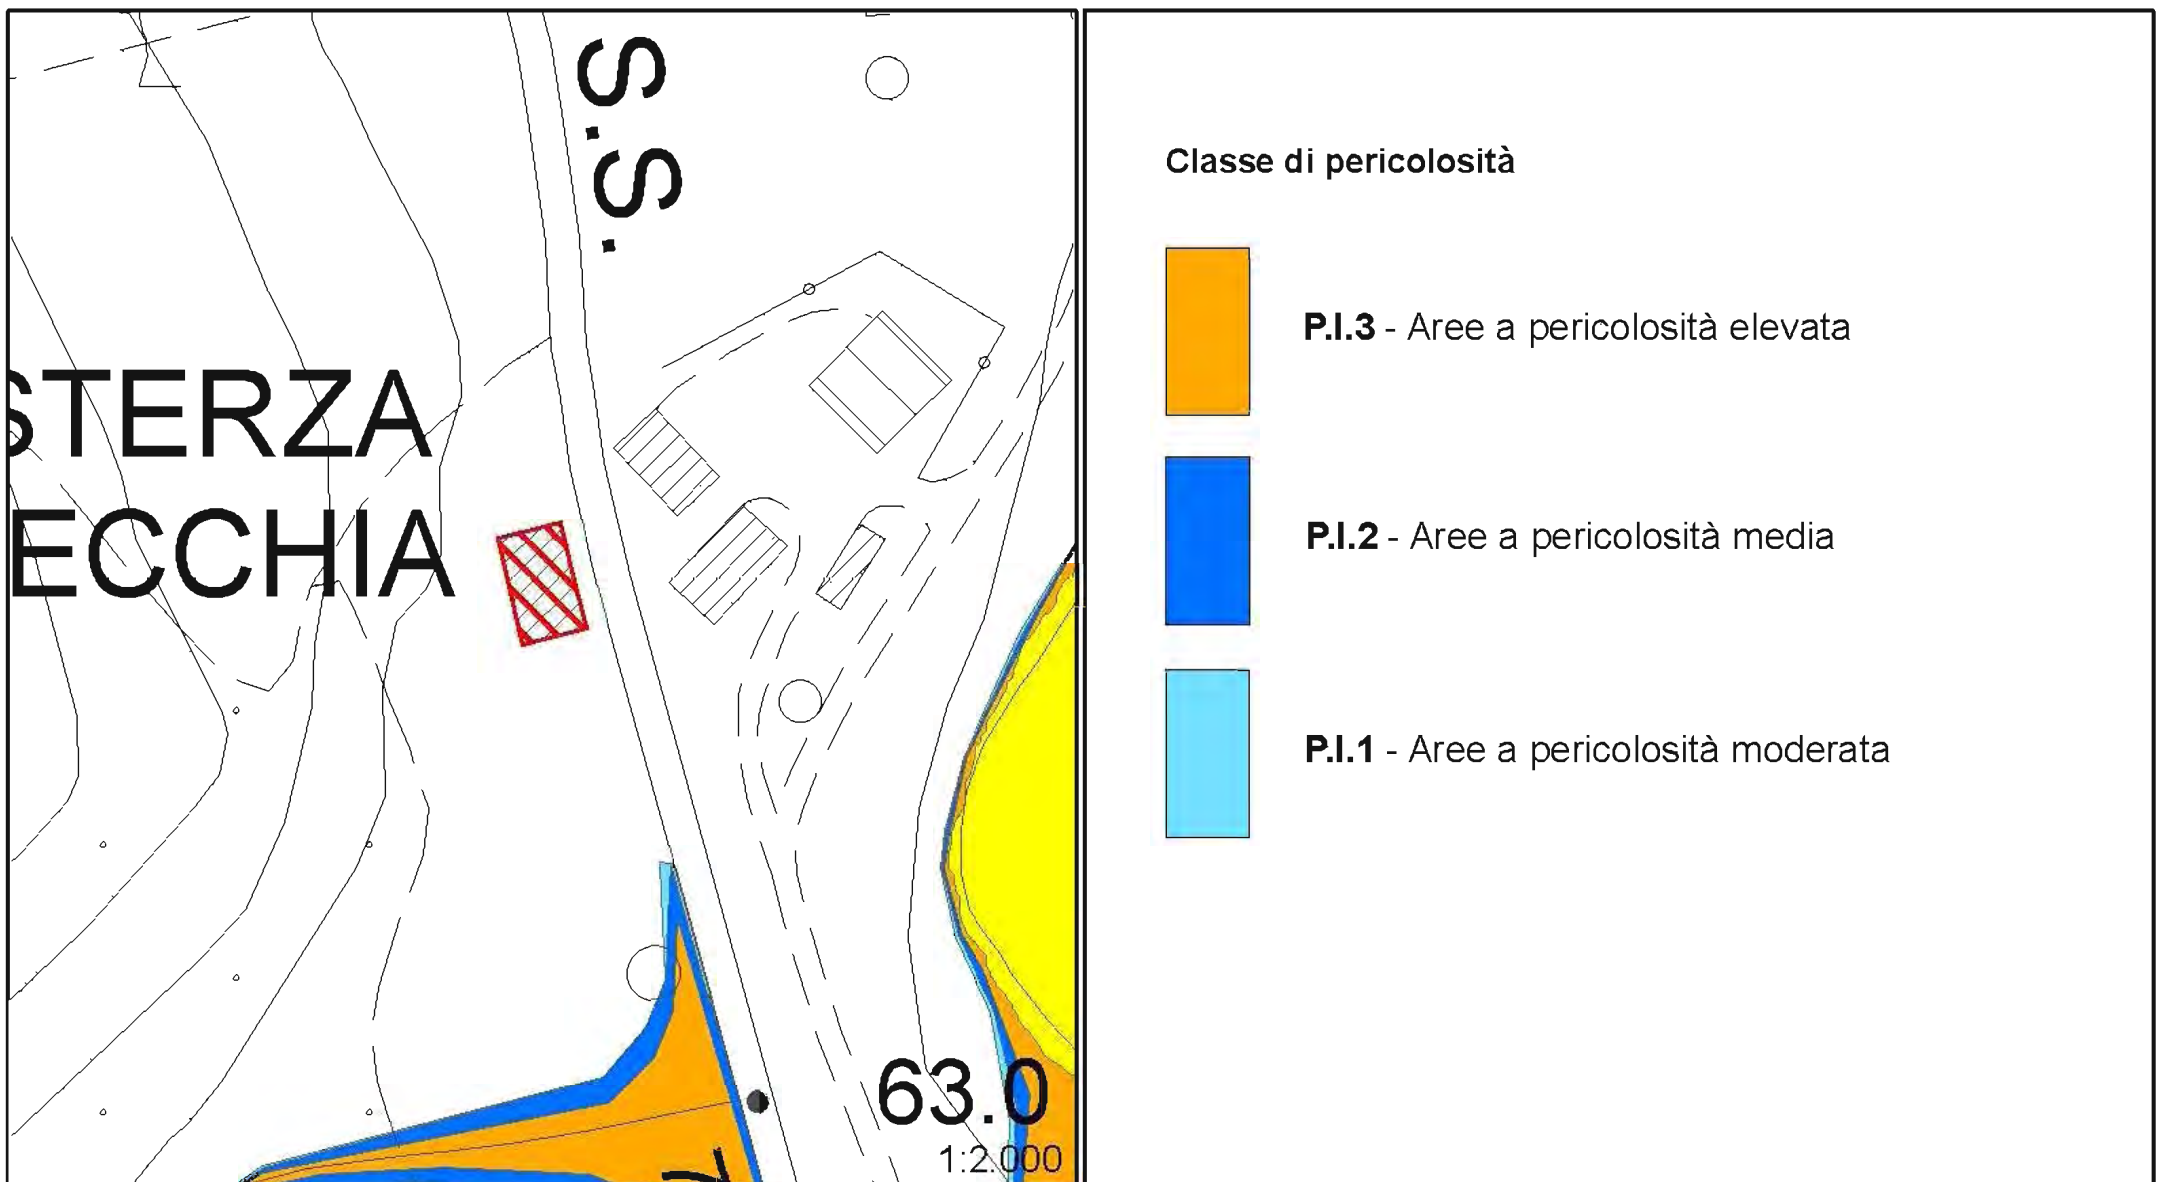 S.S.
STERZA
ECCHIA
63.0
1:2.000
Classe di pericolosità
P.I.3 - Aree a pericolosità elevata
P.I.2 - Aree a pericolosità media
P.I.1 - Aree a pericolosità moderata